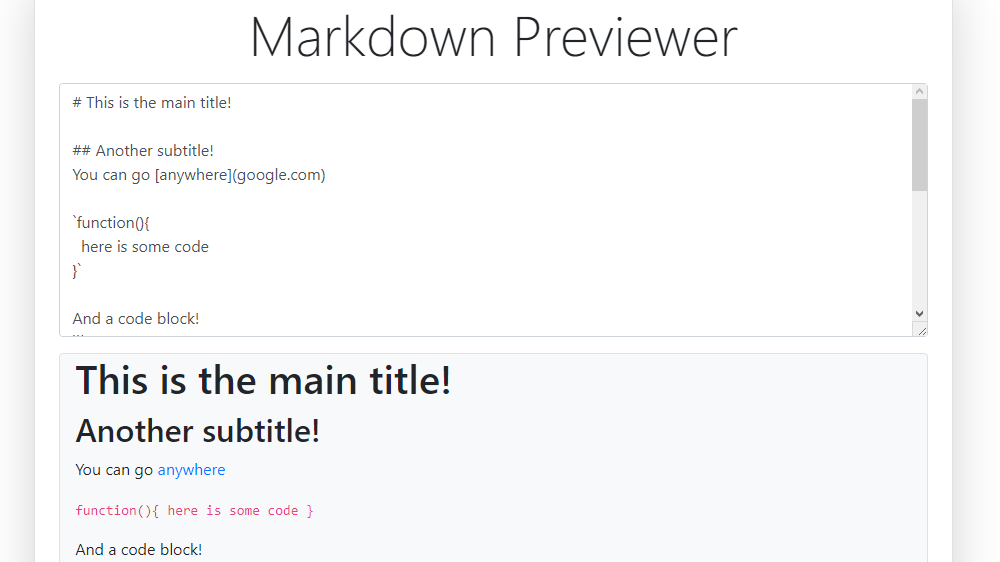 Markdown Previewer
# This is the main title!
## Another subtitle!
You can go [anywhere](google.com)
`function(){
  here is some code
}`
And a code block!
This is the main title!
Another subtitle!
You can go anywhere
function(){ here is some code }
And a code block!